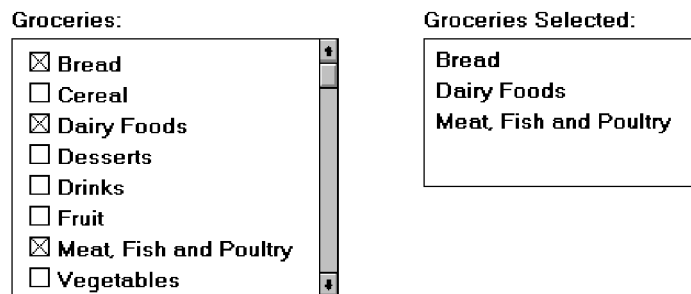 Groceries:
Bread
Cereal
Dairy Foods
Desserts
Drinks
Fruit
Meat, Fish and Poultry
Vegetables
Groceries Selected:
Bread
Dairy Foods
Meat, Fish and Poultry